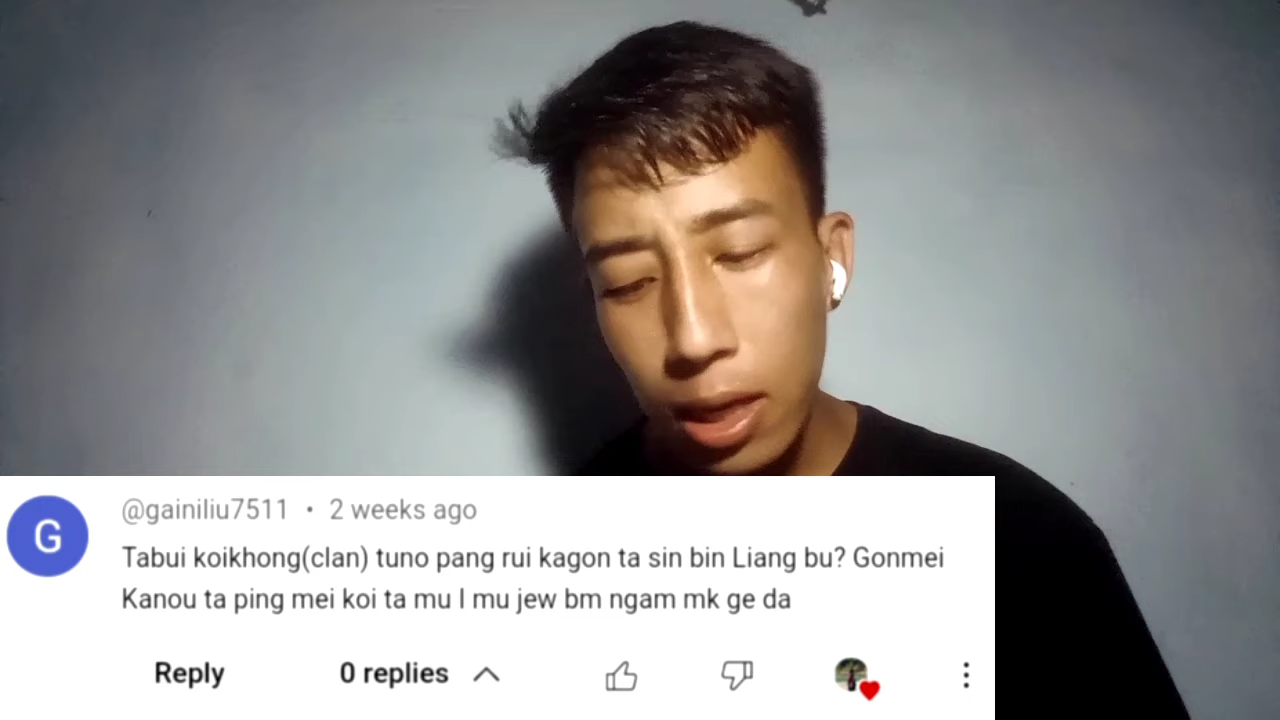 G
@gainiliu7511 • 2 weeks ago
Tabui koikhong(clan) tuno pang rui kagon ta sin bin Liang bu? Gonmei
Kanou ta ping mei koi ta mu I mu jew bm ngam mk ge da
Reply 0 replies